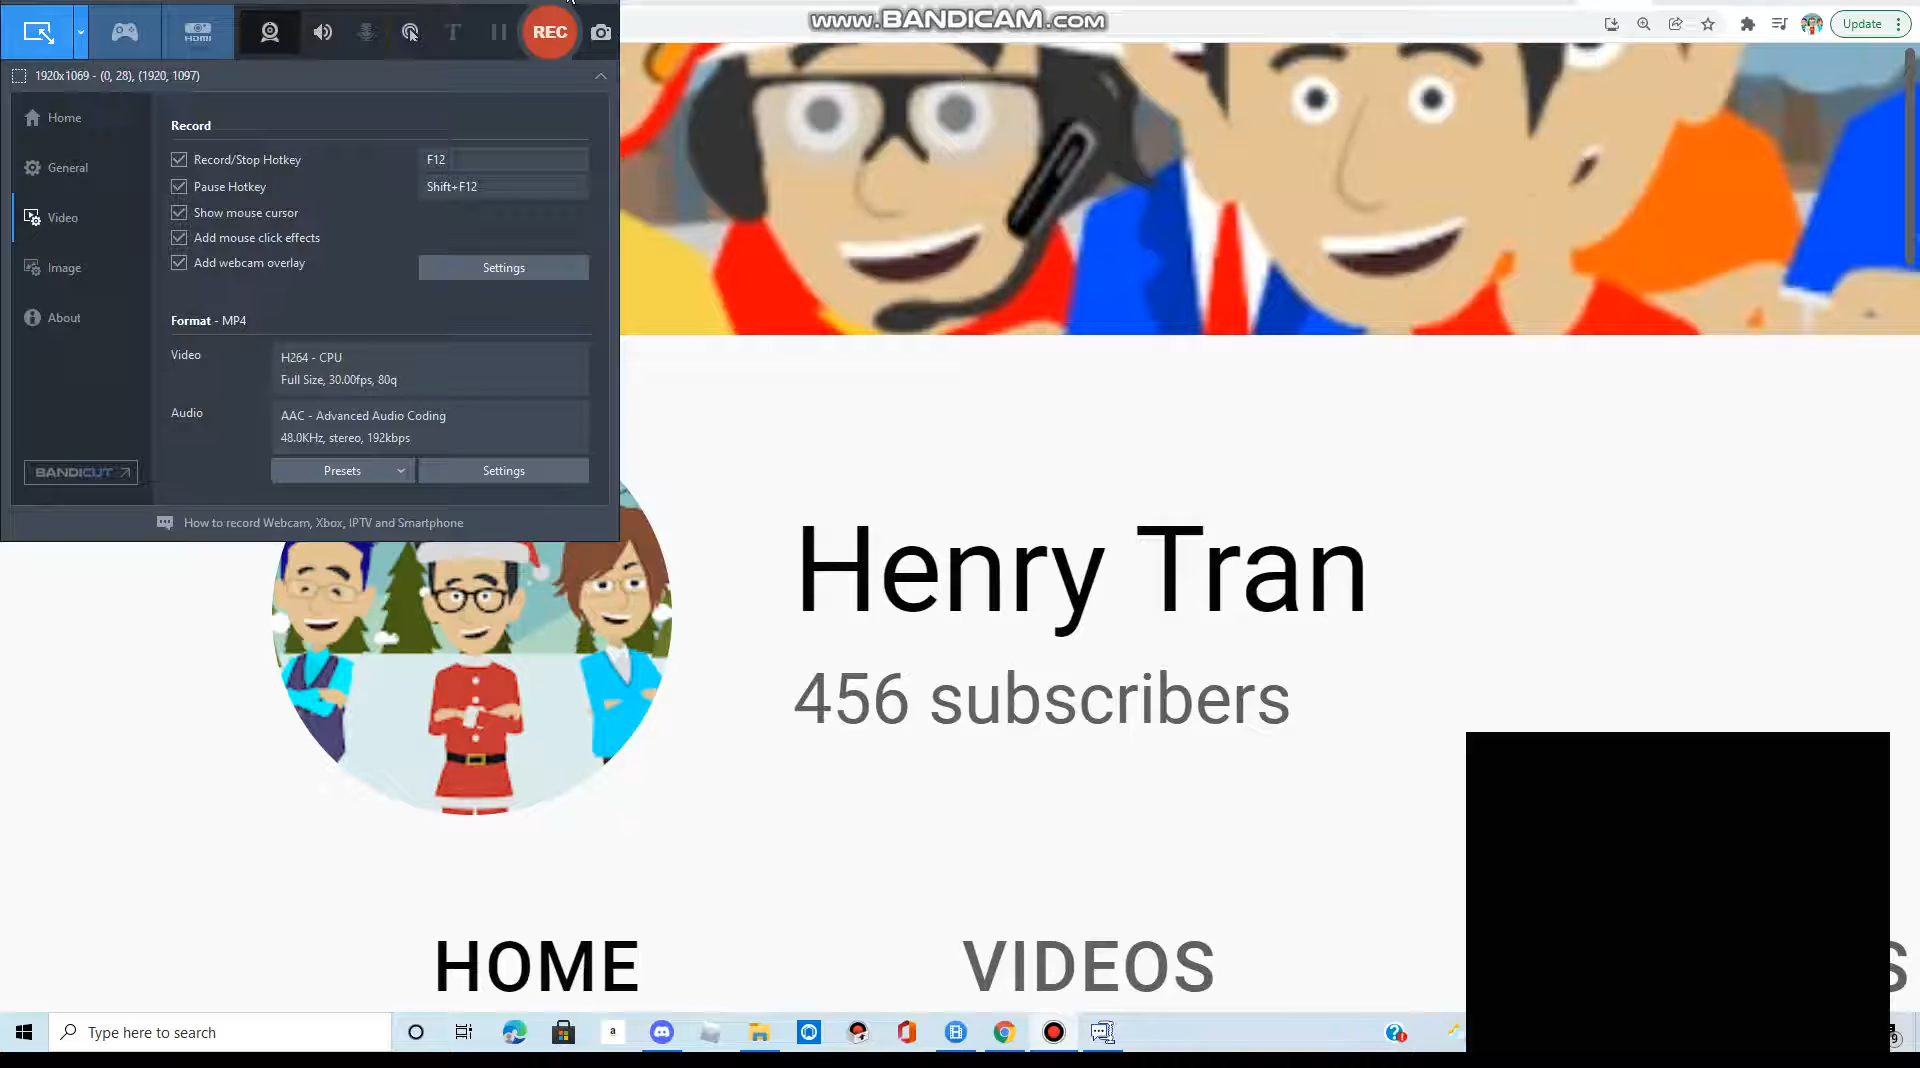 www.BANDICAM.com
HDMI
T
REC
Update
1920x1069 - (0, 28), (1920, 1097)
Home
General
Video
Image
About
BANDICUT
Record
Record/Stop Hotkey
F12
Pause Hotkey
Shift+F12
Show mouse cursor
Add mouse click effects
Add webcam overlay
Settings
Format - MP4
Video
H264 - CPU
Full Size, 30.00fps, 80q
Audio
AAC - Advanced Audio Coding
48.0KHz, stereo, 192kbps
Presets
Settings
How to record Webcam, Xbox, IPTV and Smartphone
Henry Tran
456 subscribers
HOME
VIDEOS
S
Type here to search
a